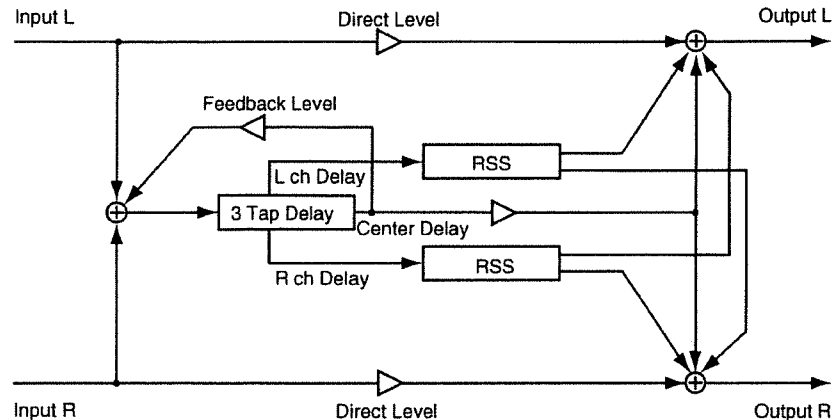 Input L
Direct Level
Output L
Feedback Level
L ch Delay
RSS
3 Tap Delay
Center Delay
R ch Delay
RSS
Input R
Direct Level
Output R